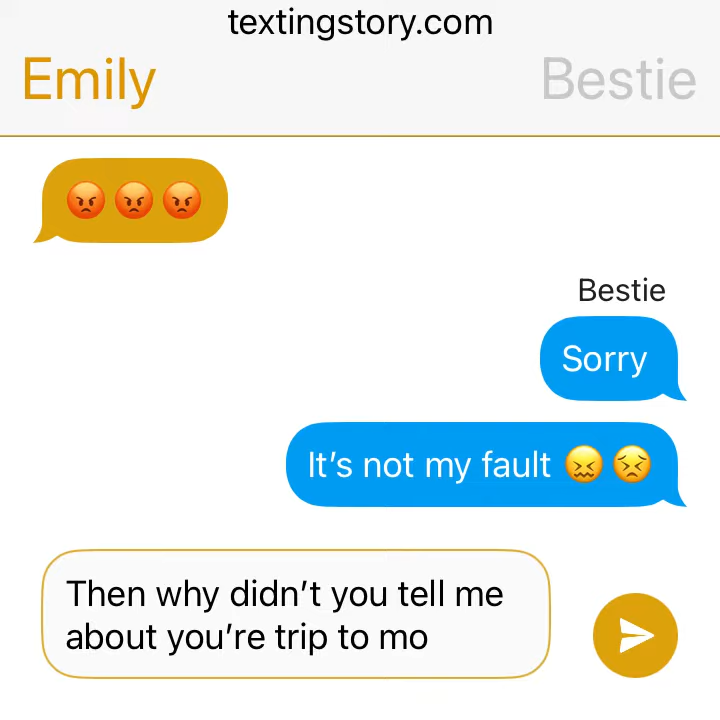 textingstory.com
Emily Bestie
😡 😡 😡
Bestie
Sorry
It’s not my fault 😖 😣
Then why didn’t you tell me
about you’re trip to mo